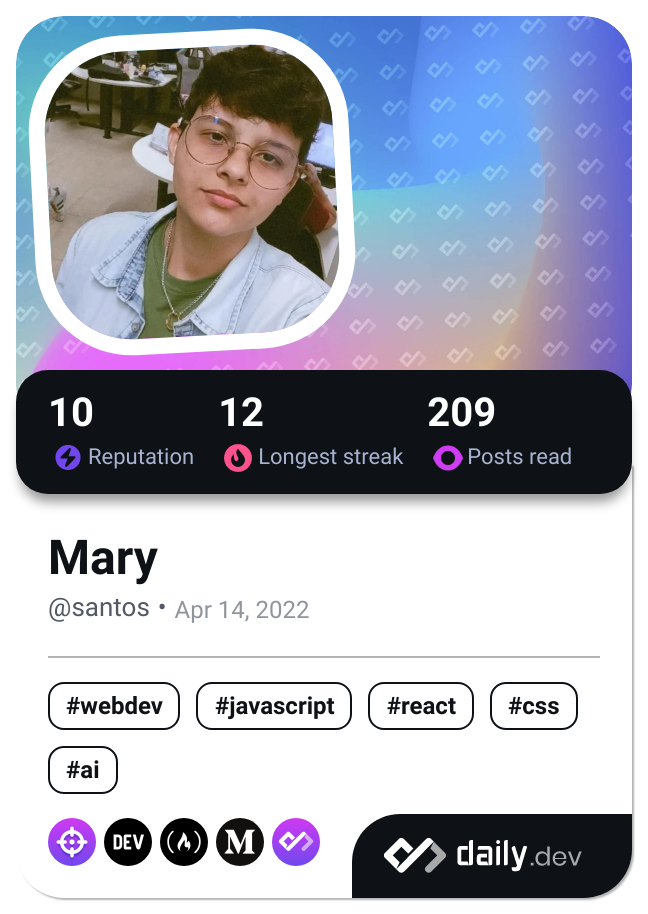 10 12 209
Reputation Longest streak Posts read
Mary
@santos • Apr 14, 2022
#webdev #javascript #react #css
#ai
DEV M daily.dev